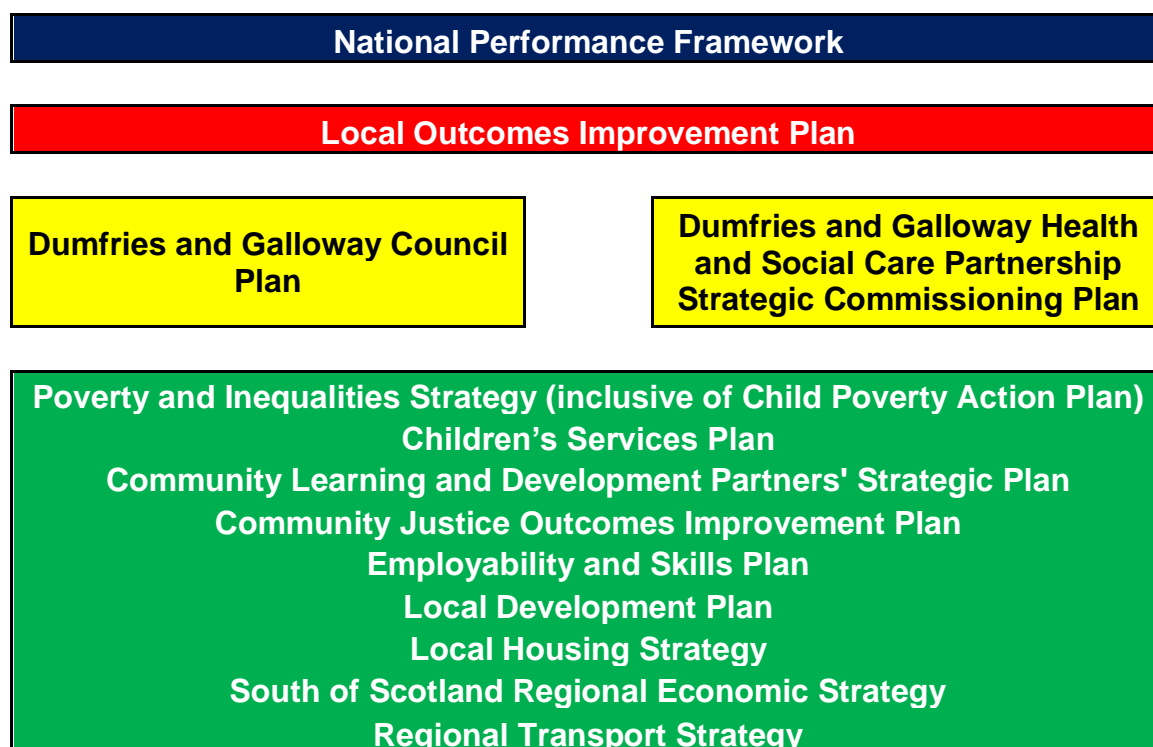 National Performance Framework
Local Outcomes Improvement Plan
Dumfries and Galloway Council
Plan
Dumfries and Galloway Health
and Social Care Partnership
Strategic Commissioning Plan
Poverty and Inequalities Strategy (inclusive of Child Poverty Action Plan)
Children’s Services Plan
Community Learning and Development Partners' Strategic Plan
Community Justice Outcomes Improvement Plan
Employability and Skills Plan
Local Development Plan
Local Housing Strategy
South of Scotland Regional Economic Strategy
Regional Transport Strategy